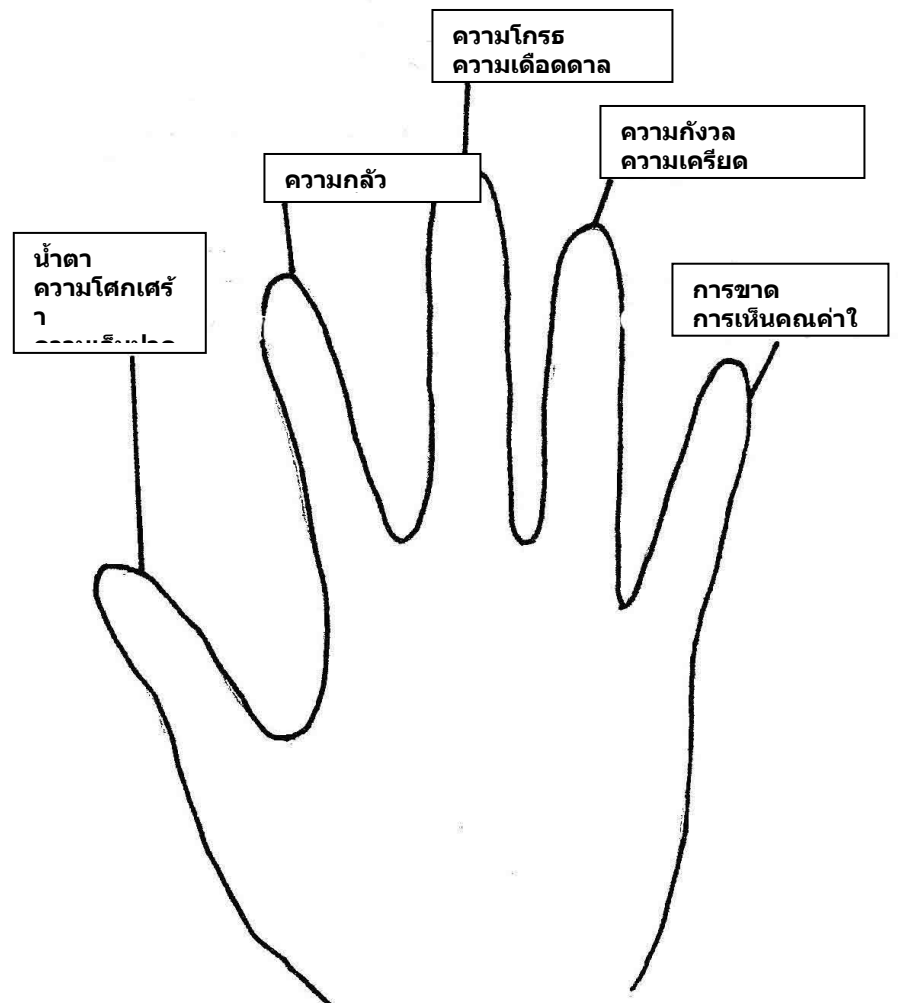 ความโกรธ
ความเดือดดาล
ความกังวล
ความเครียด
ความกลัว
น้ำตา
ความโศกเศร้
า
การขาด
การเห็นคณค่าใ